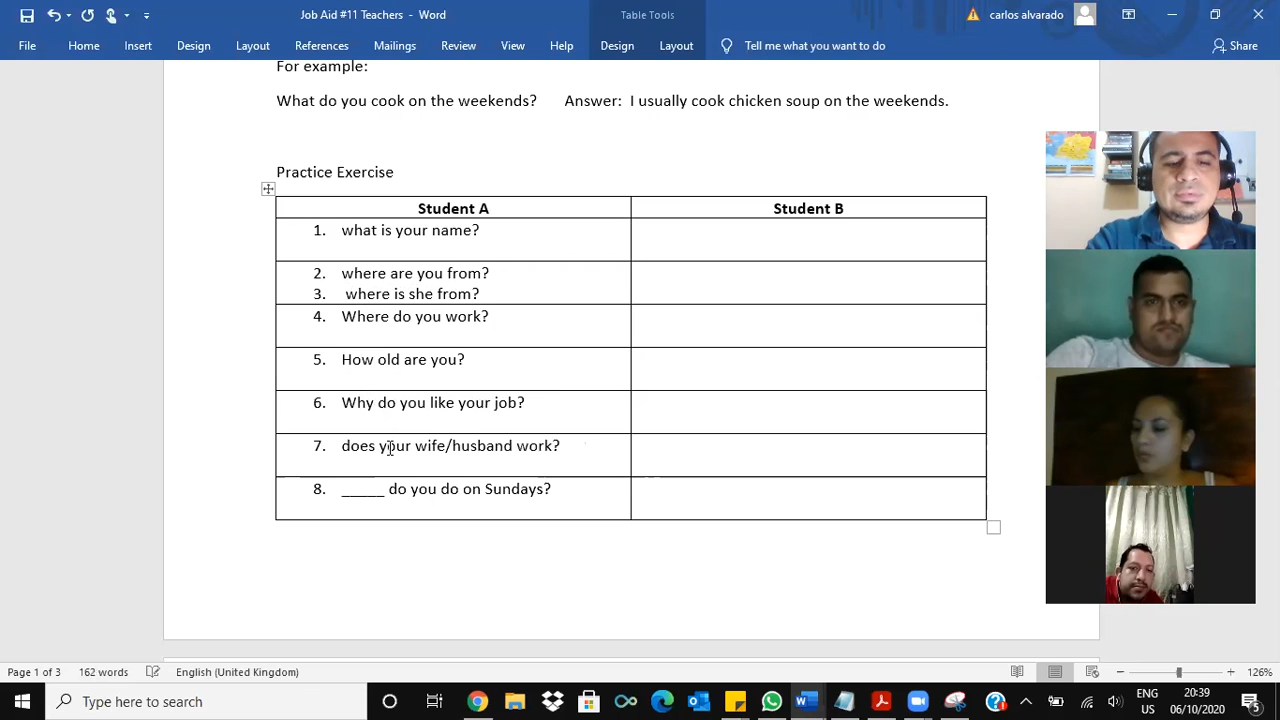 Job Aid #11 Teachers - Word
Table Tools
carlos alvarado
File
Home
Insert
Design
Layout
References
Mailings
Review
View
Help
Design
Layout
Tell me what you want to do
Share
For example:
What do you cook on the weekends? Answer: I usually cook chicken soup on the weekends.
Practice Exercise
Student A
Student B
1. what is your name?
2. where are you from?
3. where is she from?
4. Where do you work?
5. How old are you?
6. Why do you like your job?
7. does your wife/husband work?
8. _____ do you do on Sundays?
Page 1 of 3
162 words
English (United Kingdom)
126%
Type here to search
ENG
US
20:39
06/10/2020
5